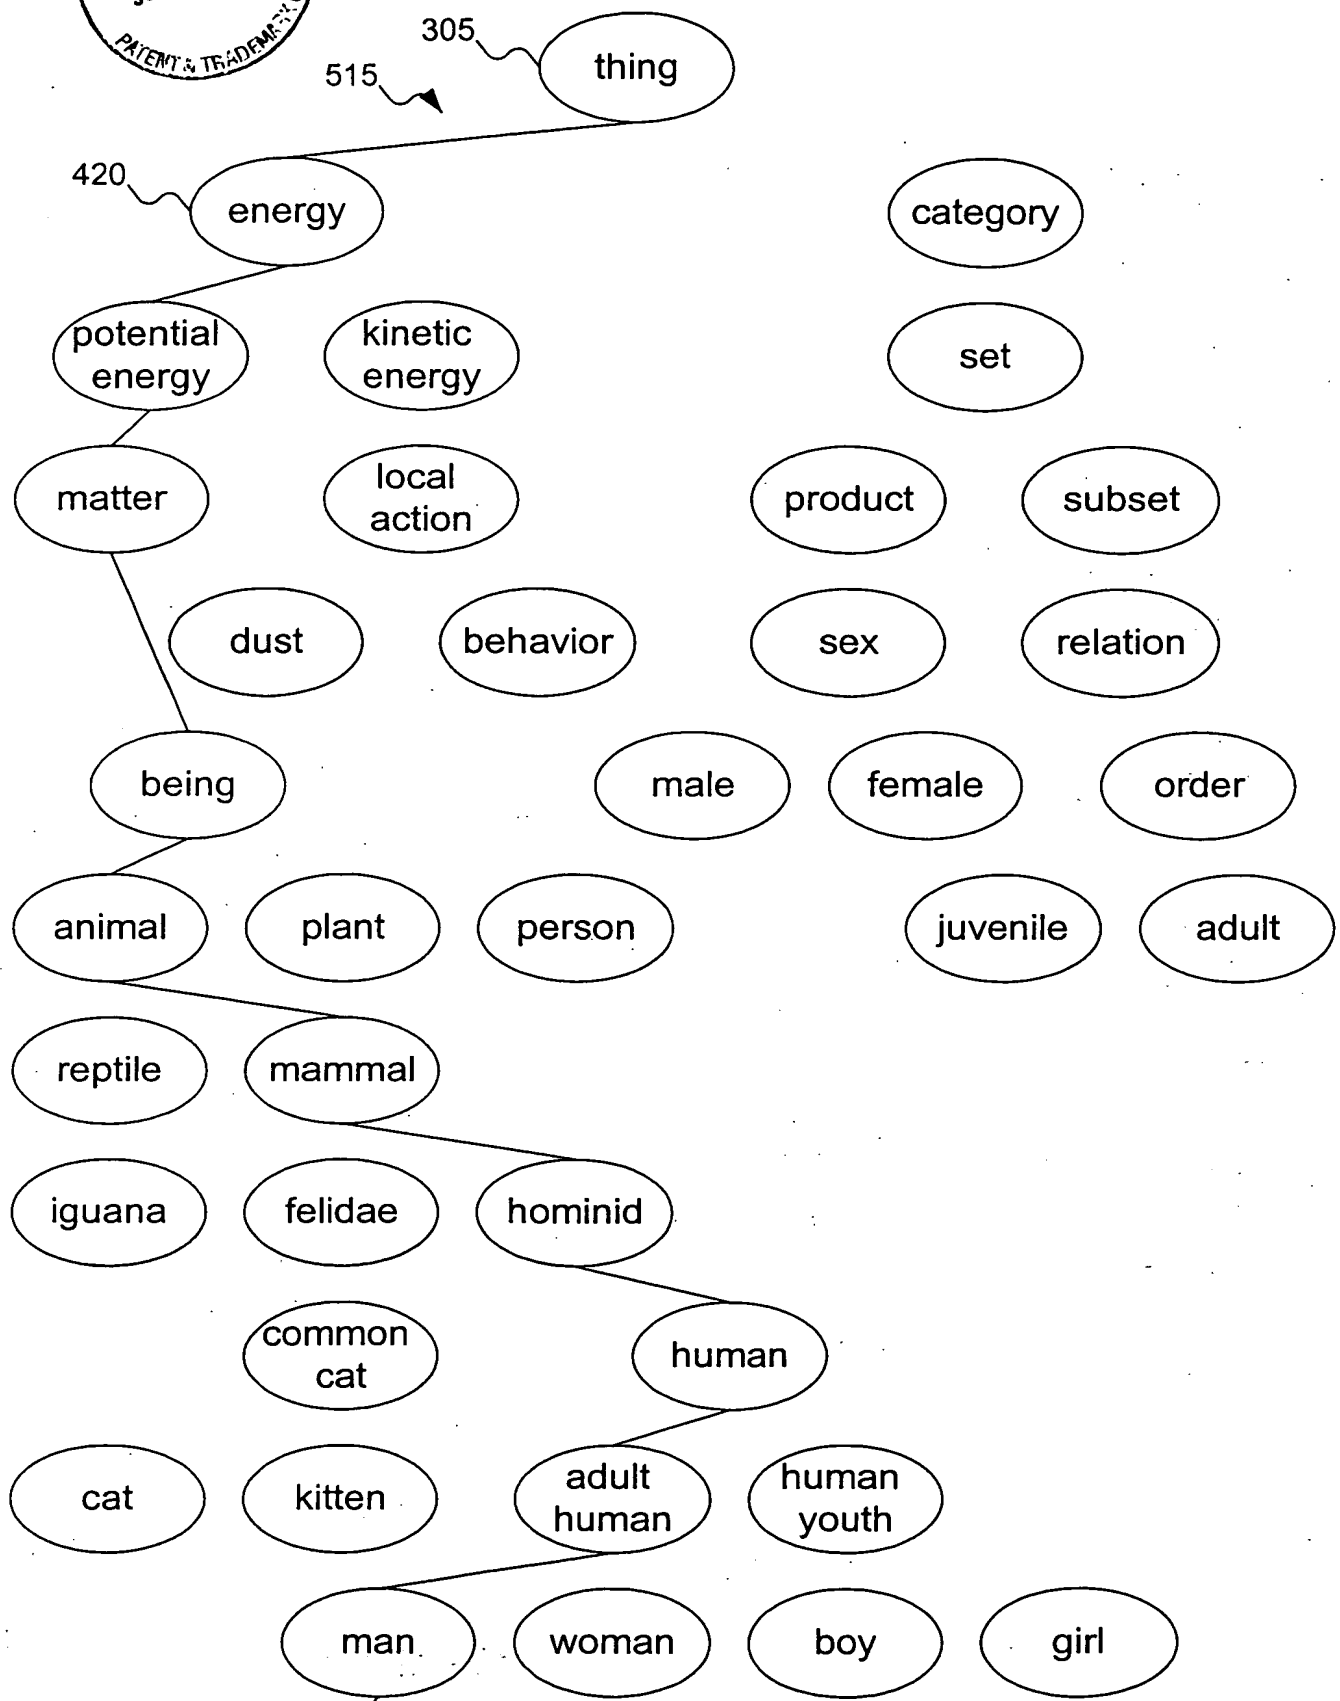 PATENT & TRADEMARK
305
thing
515
420
energy
category
potential
energy
kinetic
energy
set
matter
local
action
product
subset
dust
behavior
sex
relation
being
male
female
order
animal
plant
person
juvenile
adult
reptile
mammal
iguana
felidae
hominid
common
cat
human
cat
kitten
adult
human
human
youth
man
woman
boy
girl